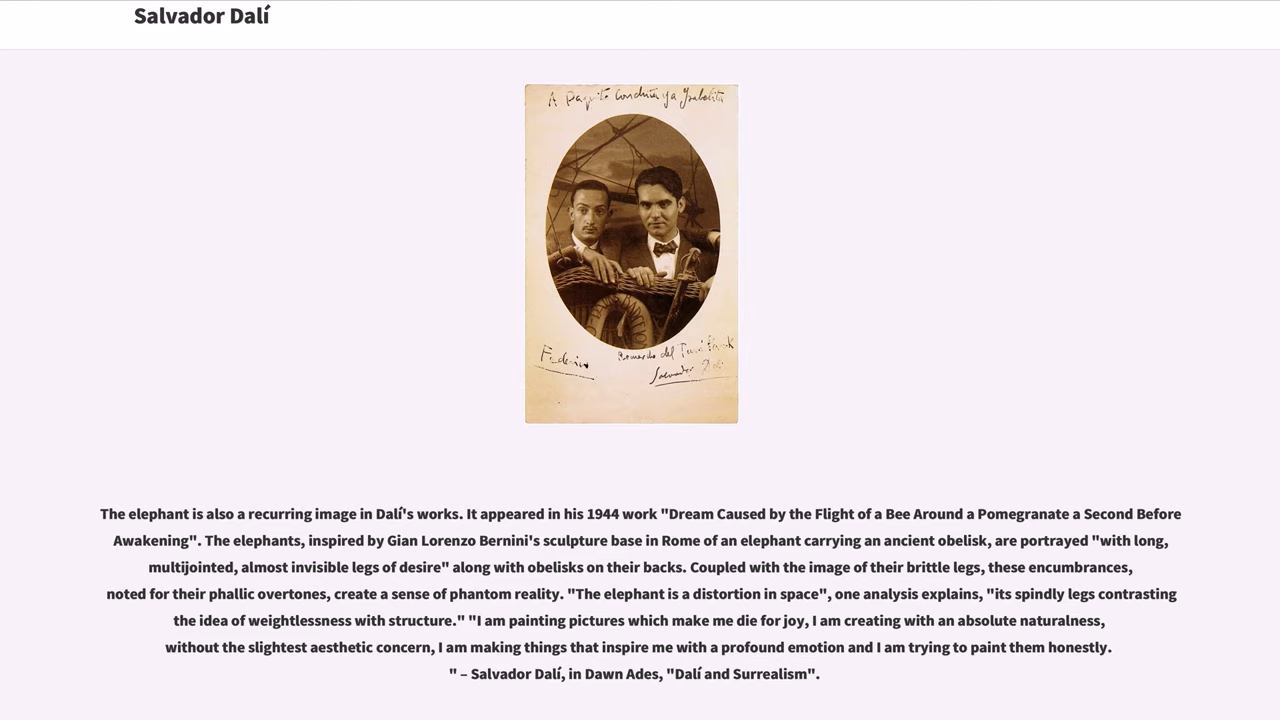 Salvador Dalí
A
Federico
Salvador
The elephant is also a recurring image in Dalí's works. It appeared in his 1944 work "Dream Caused by the Flight of a Bee Around a Pomegranate a Second Before
Awakening". The elephants, inspired by Gian Lorenzo Bernini's sculpture base in Rome of an elephant carrying an ancient obelisk, are portrayed "with long,
multijointed, almost invisible legs of desire" along with obelisks on their backs. Coupled with the image of their brittle legs, these encumbrances,
noted for their phallic overtones, create a sense of phantom reality. "The elephant is a distortion in space", one analysis explains, "its spindly legs contrasting
the idea of weightlessness with structure." "I am painting pictures which make me die for joy, I am creating with an absolute naturalness,
without the slightest aesthetic concern, I am making things that inspire me with a profound emotion and I am trying to paint them honestly.
" – Salvador Dalí, in Dawn Ades, "Dalí and Surrealism".